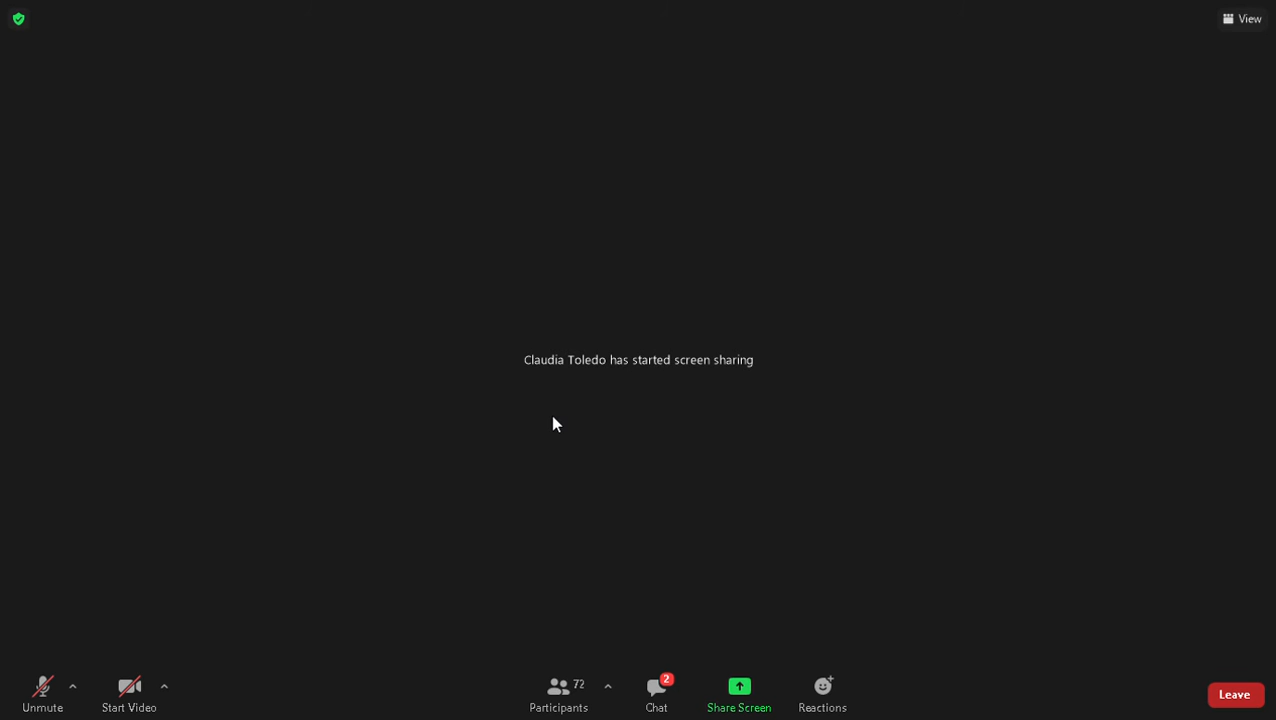 View
Claudia Toledo has started screen sharing
Unmute
Start Video
72
Participants
2
Chat
Share Screen
Reactions
Leave